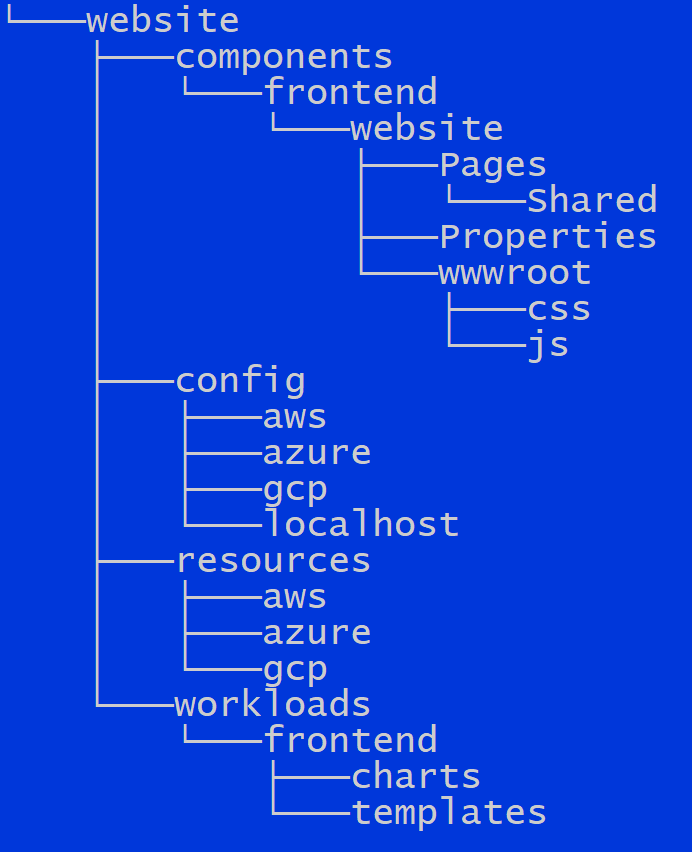 └───website
    ├───components
    │   └───frontend
    │       └───website
    │           ├───Pages
    │           │   └───Shared
    │           ├───Properties
    │           └───wwwroot
    │               ├───css
    │               └───js
    ├───config
    │   ├───aws
    │   ├───azure
    │   ├───gcp
    │   └───localhost
    ├───resources
    │   ├───aws
    │   ├───azure
    │   └───gcp
    └───workloads
        └───frontend
            ├───charts
            └───templates